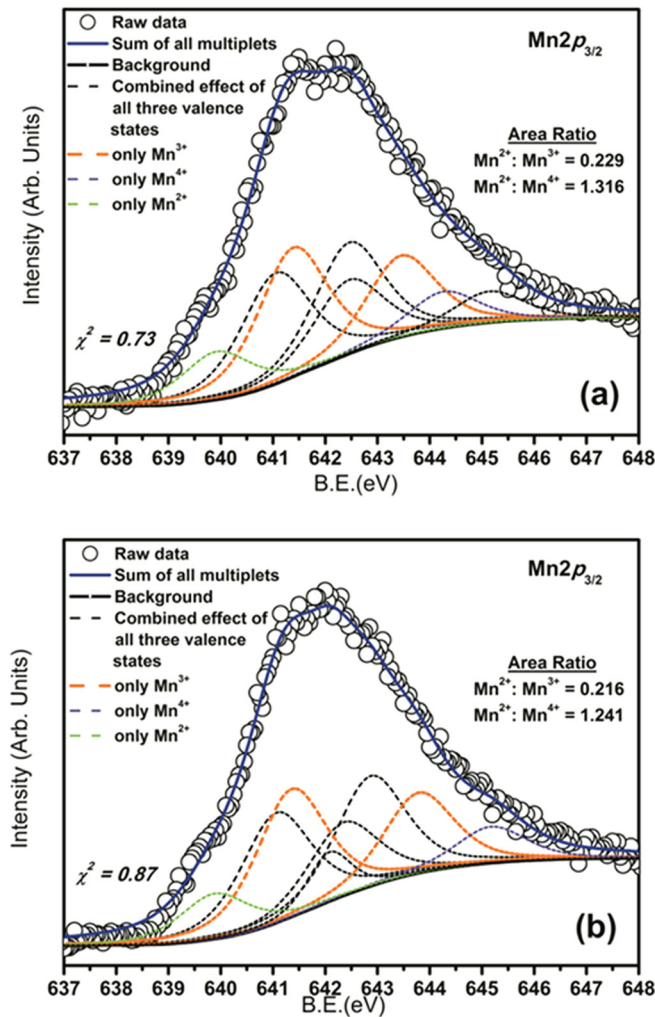 Raw data
Sum of all multiplets
Background
Combined effect of
all three valence
states
only Mn³⁺
only Mn⁴⁺
only Mn²⁺
Mn2p₃/₂
Area Ratio
Mn²⁺: Mn³⁺ = 0.229
Mn²⁺: Mn⁴⁺ = 1.316
Intensity (Arb. Units)
χ² = 0.73
(a)
637 638 639 640 641 642 643 644 645 646 647 648
B.E.(eV)
Raw data
Sum of all multiplets
Background
Combined effect of
all three valence
states
only Mn³⁺
only Mn⁴⁺
only Mn²⁺
Mn2p₃/₂
Area Ratio
Mn²⁺: Mn³⁺ = 0.216
Mn²⁺: Mn⁴⁺ = 1.241
Intensity (Arb. Units)
χ² = 0.87
(b)
637 638 639 640 641 642 643 644 645 646 647 648
B.E.(eV)